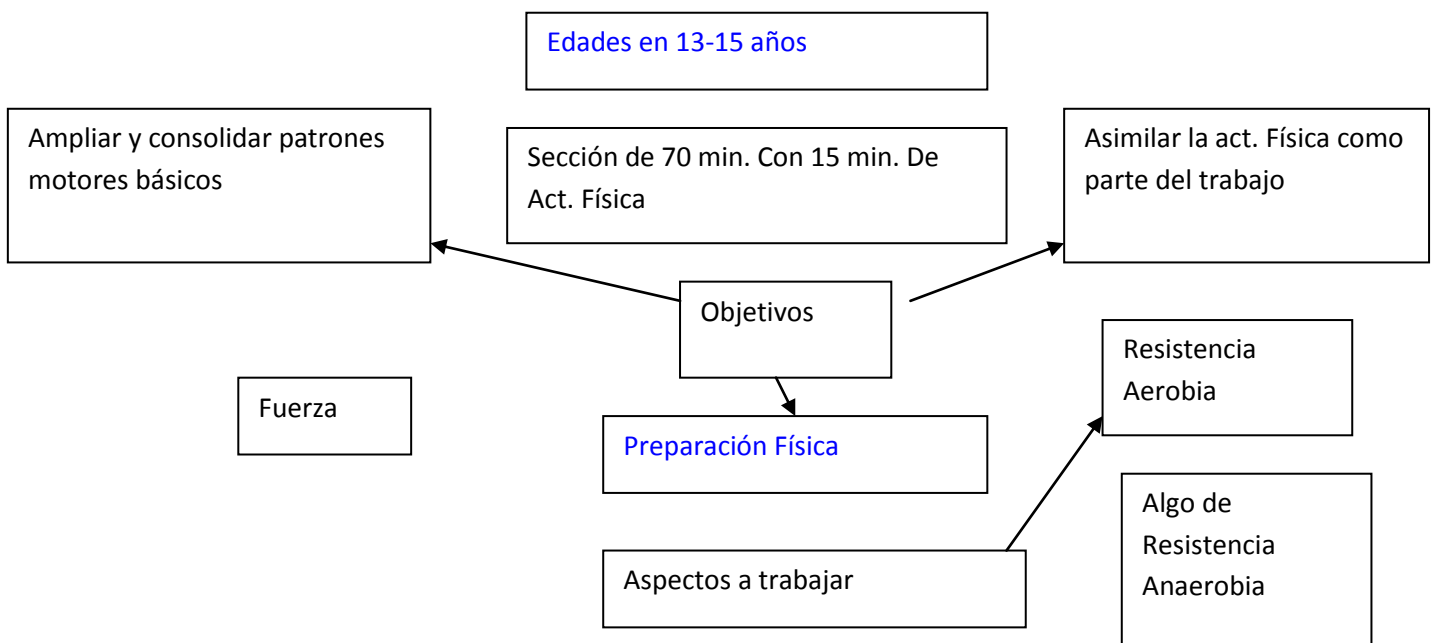 Edades en 13-15 años
Ampliar y consolidar patrones
motores básicos
Sección de 70 min. Con 15 min. De
Act. Física
Asimilar la act. Física como
parte del trabajo
Objetivos
Fuerza
Resistencia
Aerobia
Preparación Física
Algo de
Resistencia
Anaerobia
Aspectos a trabajar